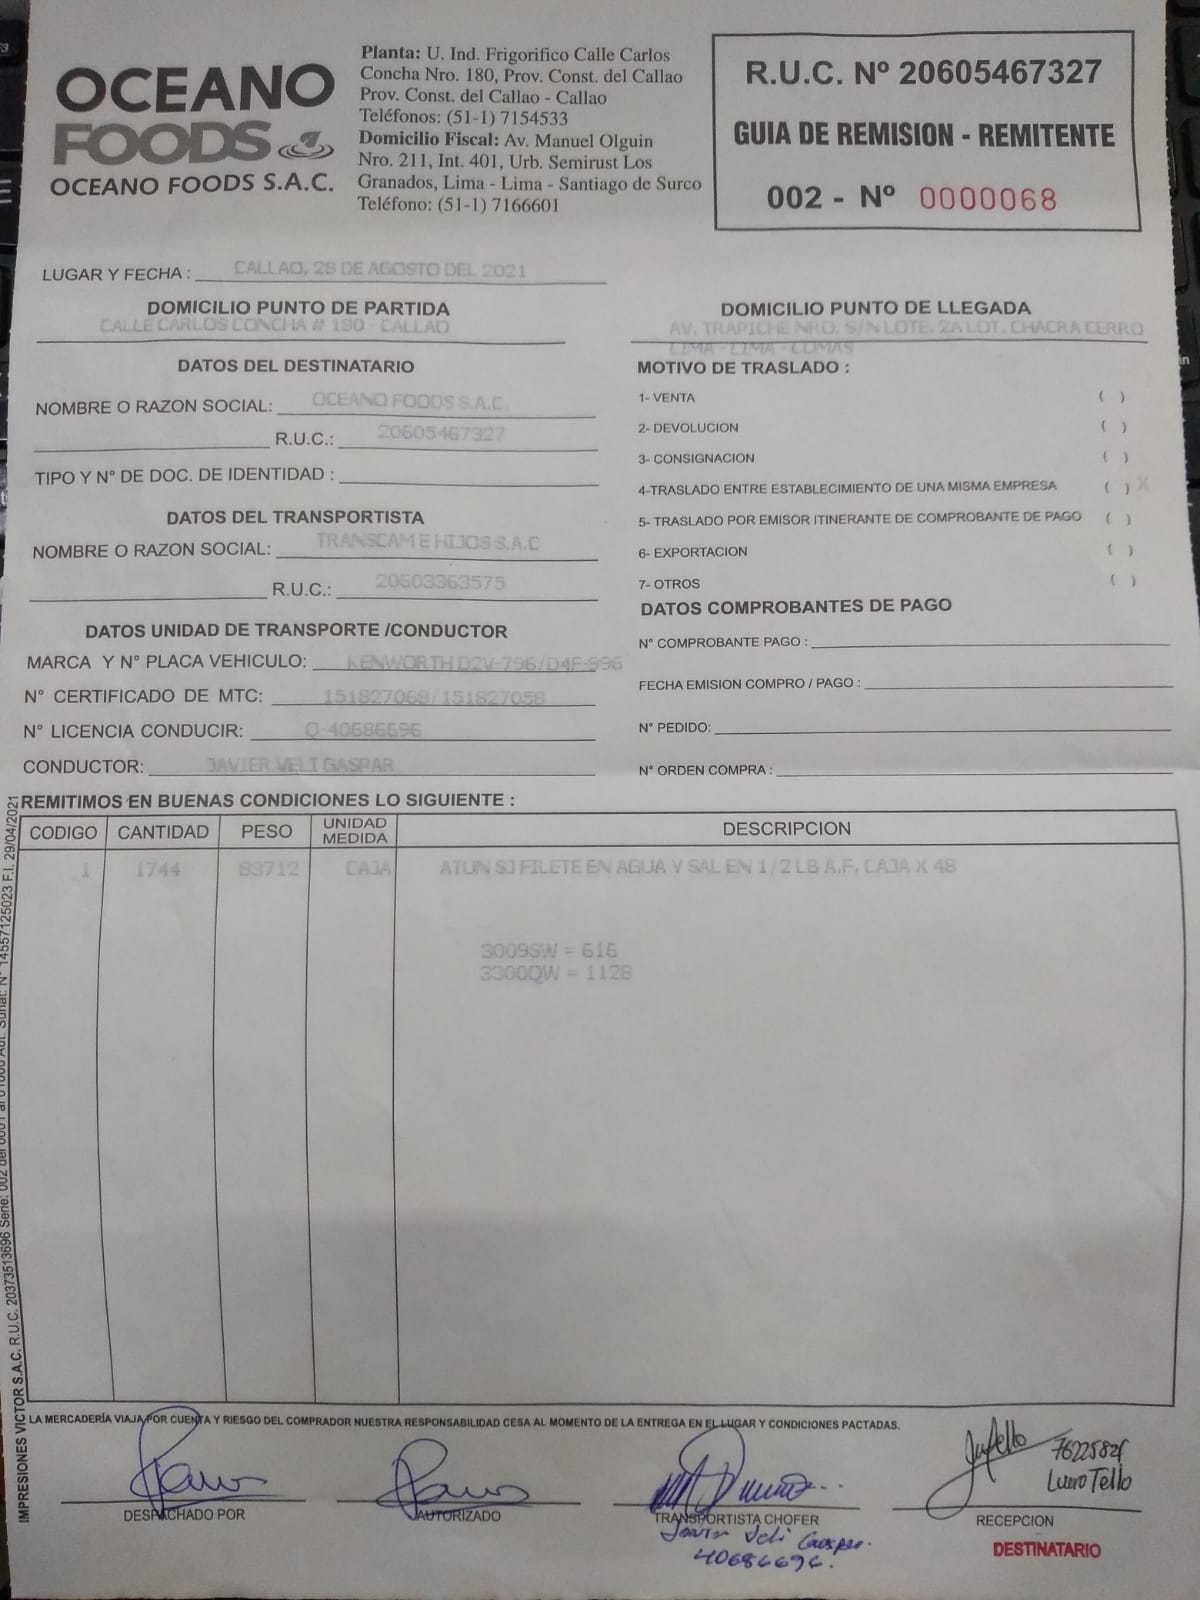 OCEANO
FOODS
OCEANO FOODS S.A.C.
Planta: U. Ind. Frigorifico Calle Carlos
Concha Nro. 180, Prov. Const. del Callao
Prov. Const. del Callao - Callao
Teléfonos: (51-1) 7154533
Domicilio Fiscal: Av. Manuel Olguin
Nro. 211, Int. 401, Urb. Semirust Los
Granados, Lima - Lima - Santiago de Surco
Teléfono: (51-1) 7166601
R.U.C. Nº 20605467327
GUIA DE REMISION - REMITENTE
002 - Nº 0000068
LUGAR Y FECHA : CALLAO, 28 DE AGOSTO DEL 2021
DOMICILIO PUNTO DE PARTIDA
CALLE CARLOS CONCHA # 180 - CALLAO
DOMICILIO PUNTO DE LLEGADA
AV. TRAPICHE NRO. S/N LOTE. 2A LOT. CHACRA CERRO
LIMA - LIMA - COMAS
DATOS DEL DESTINATARIO
NOMBRE O RAZON SOCIAL: OCEANO FOODS S.A.C.
R.U.C.: 20605467327
TIPO Y N° DE DOC. DE IDENTIDAD :
DATOS DEL TRANSPORTISTA
NOMBRE O RAZON SOCIAL: TRANSCAM E HIJOS S.A.C
R.U.C.: 20603363575
DATOS UNIDAD DE TRANSPORTE /CONDUCTOR
MARCA Y N° PLACA VEHICULO: KENWORTH D2V-796/D4F-996
N° CERTIFICADO DE MTC: 151827068/151827058
N° LICENCIA CONDUCIR: Q-40686696
CONDUCTOR: JAVIER VELI GASPAR
MOTIVO DE TRASLADO :
1- VENTA ( )
2- DEVOLUCION ( )
3- CONSIGNACION ( )
4-TRASLADO ENTRE ESTABLECIMIENTO DE UNA MISMA EMPRESA ( ) X
5- TRASLADO POR EMISOR ITINERANTE DE COMPROBANTE DE PAGO ( )
6- EXPORTACION ( )
7- OTROS ( )
DATOS COMPROBANTES DE PAGO
N° COMPROBANTE PAGO :
FECHA EMISION COMPRO / PAGO :
N° PEDIDO:
N° ORDEN COMPRA :
REMITIMOS EN BUENAS CONDICIONES LO SIGUIENTE :
CODIGO CANTIDAD PESO UNIDAD MEDIDA DESCRIPCION
1 1744 83712 CAJA ATUN SJ FILETE EN AGUA Y SAL EN 1/2 LB A.F. CAJA X 48
3009SW = 616
3300QW = 1128
IMPRESIONES VICTOR S.A.C. R.U.C. 20373513696 Serie: 002 del 0001 al 01000 Aut. Sunat: N° 14557125023 F.I. 29/04/2021
LA MERCADERÍA VIAJA POR CUENTA Y RIESGO DEL COMPRADOR NUESTRA RESPONSABILIDAD CESA AL MOMENTO DE LA ENTREGA EN EL LUGAR Y CONDICIONES PACTADAS.
Lucero Tello
DESPACHADO POR
AUTORIZADO
TRANSPORTISTA CHOFER
Javier Veli Gaspar.
40686696.
RECEPCION
DESTINATARIO